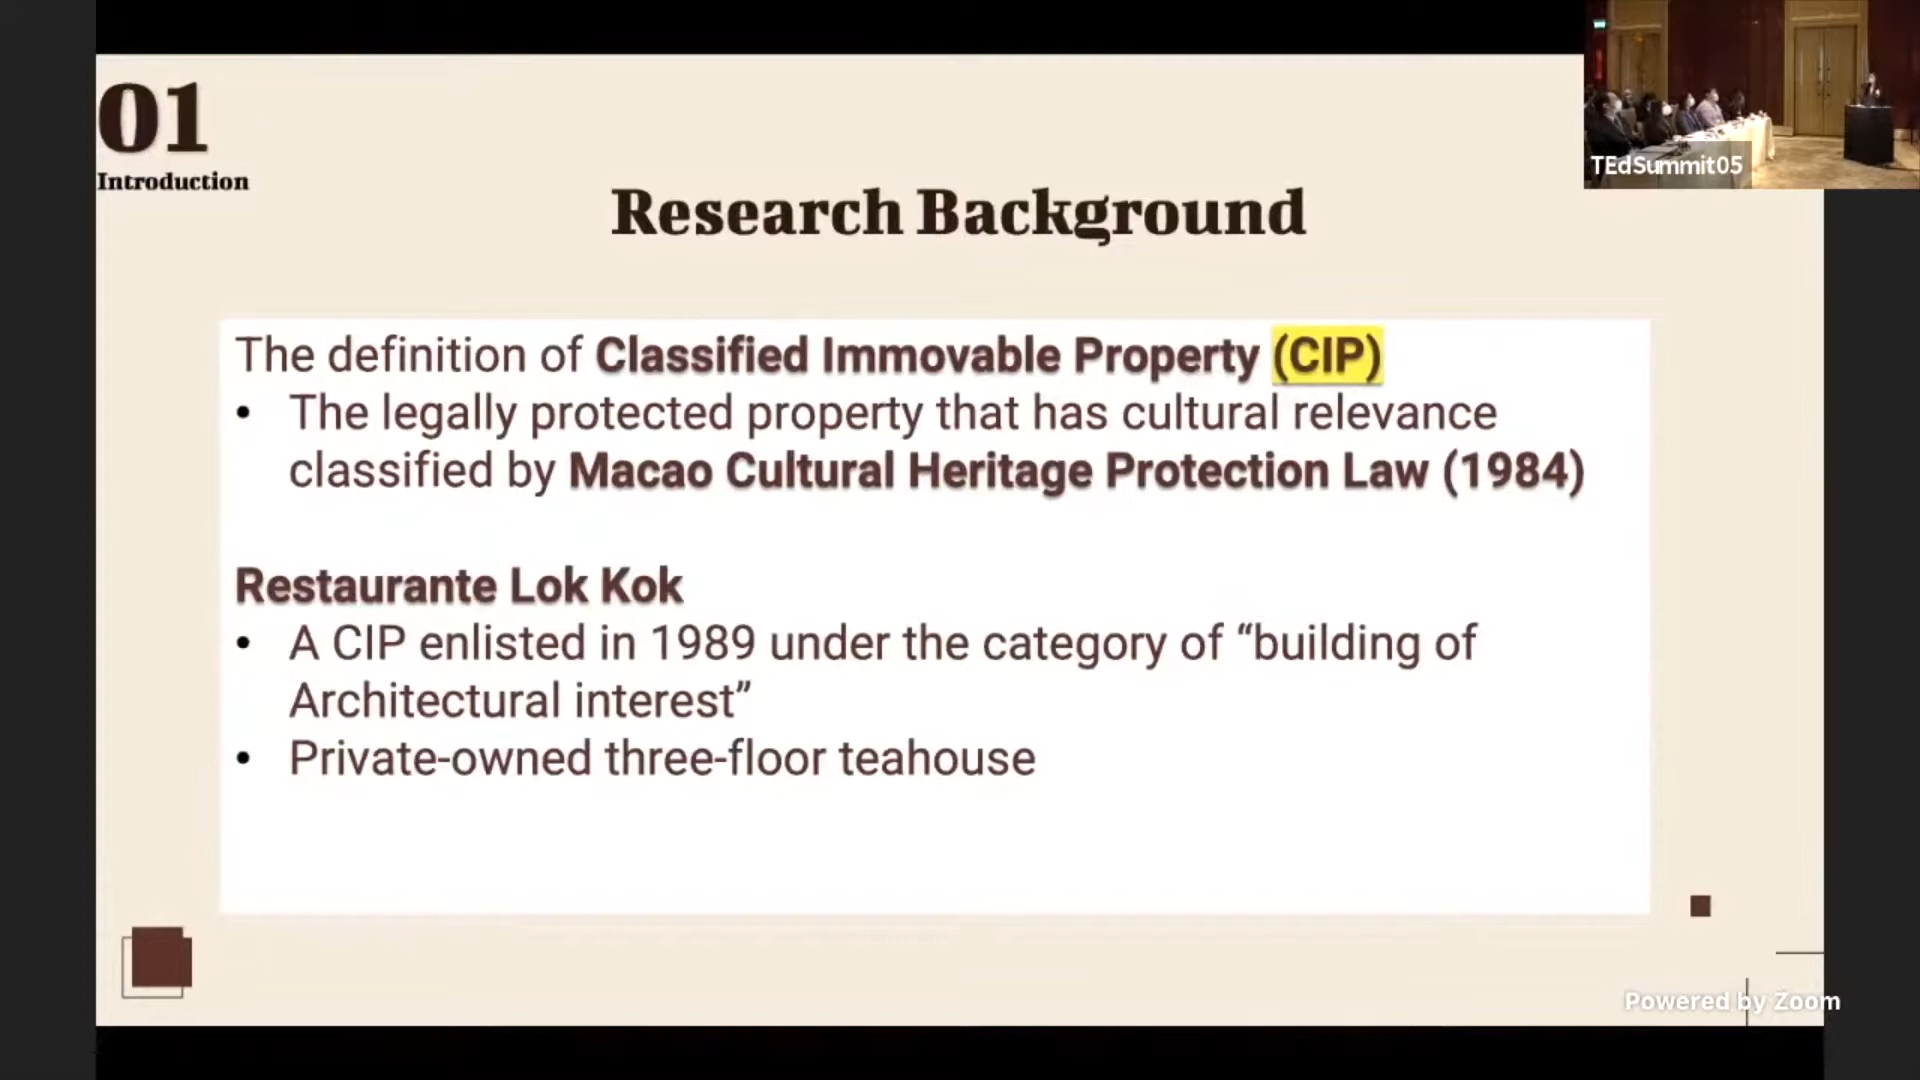 01
Introduction
TEdSummit05
Research Background
The definition of Classified Immovable Property (CIP)
• The legally protected property that has cultural relevance
classified by Macao Cultural Heritage Protection Law (1984)
Restaurante Lok Kok
• A CIP enlisted in 1989 under the category of “building of
Architectural interest”
• Private-owned three-floor teahouse
Powered by Zoom